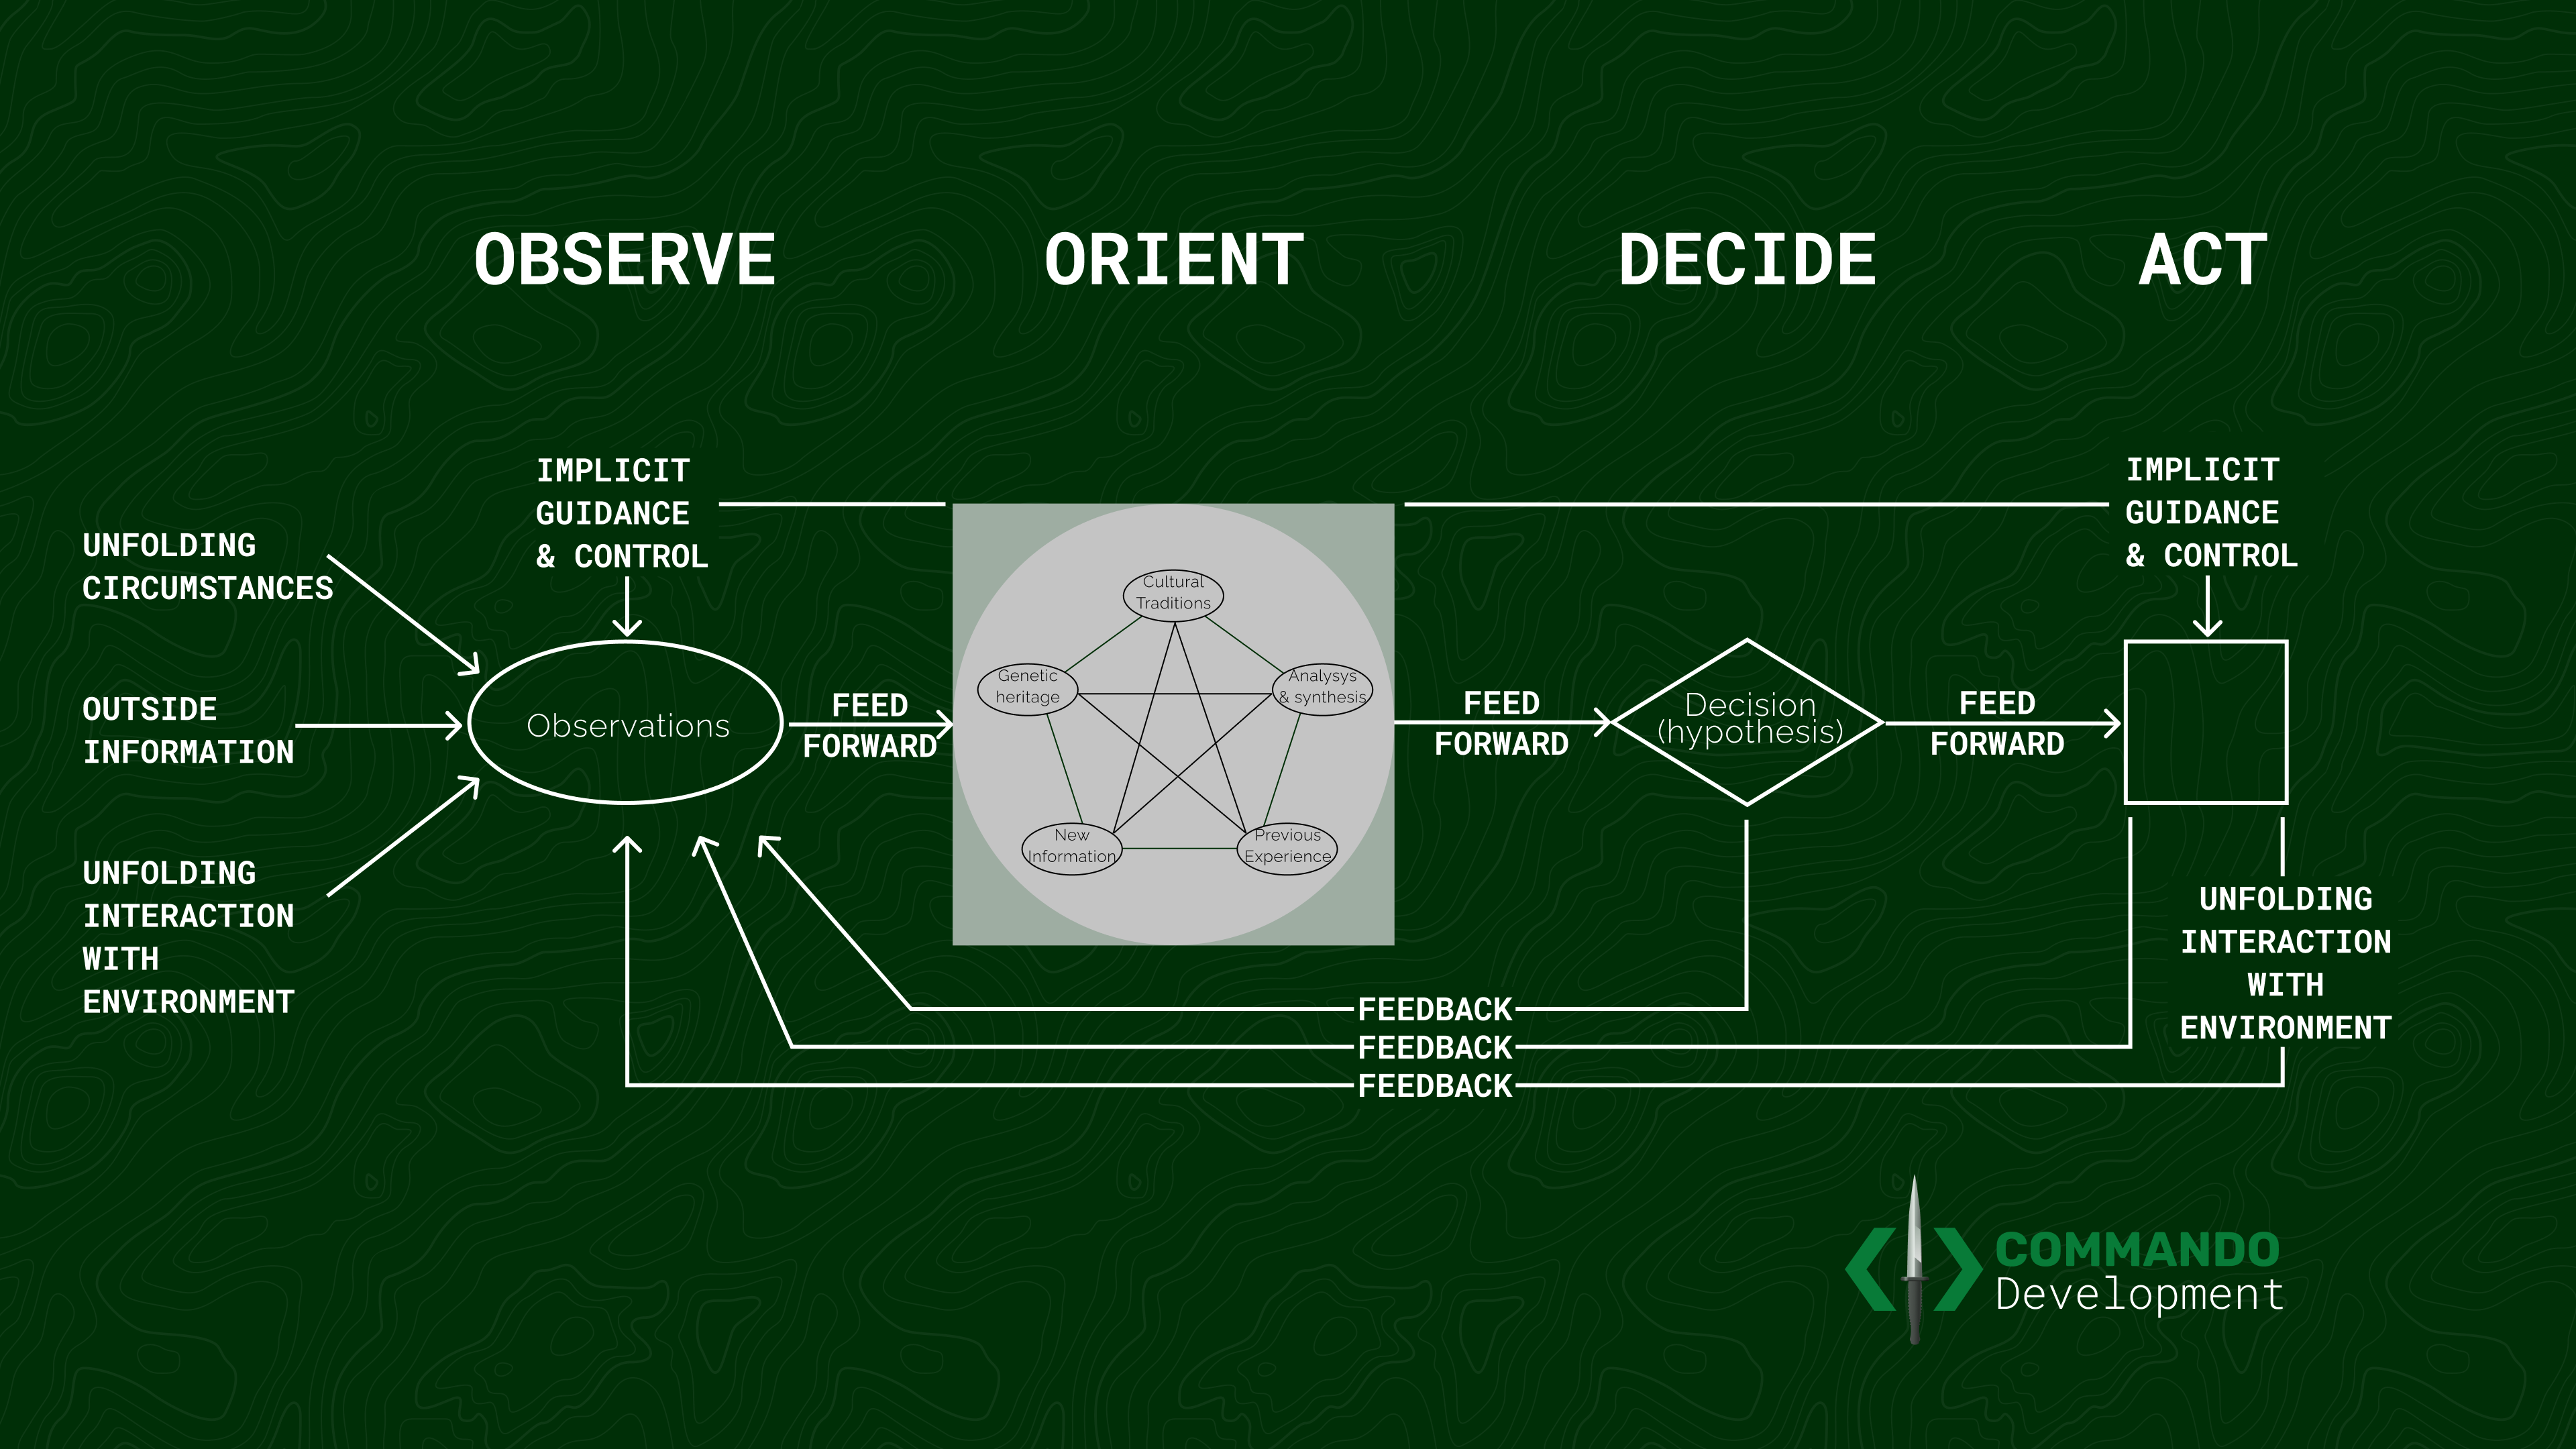 OBSERVE
ORIENT
DECIDE
ACT
IMPLICIT
GUIDANCE
& CONTROL
IMPLICIT
GUIDANCE
& CONTROL
UNFOLDING
CIRCUMSTANCES
OUTSIDE
INFORMATION
UNFOLDING
INTERACTION
WITH
ENVIRONMENT
Observations
FEED
FORWARD
Cultural
Traditions
Genetic
heritage
Analysys
& synthesis
New
Information
Previous
Experience
FEED
FORWARD
Decision
(hypothesis)
FEED
FORWARD
UNFOLDING
INTERACTION
WITH
ENVIRONMENT
FEEDBACK
FEEDBACK
FEEDBACK
COMMANDO
Development